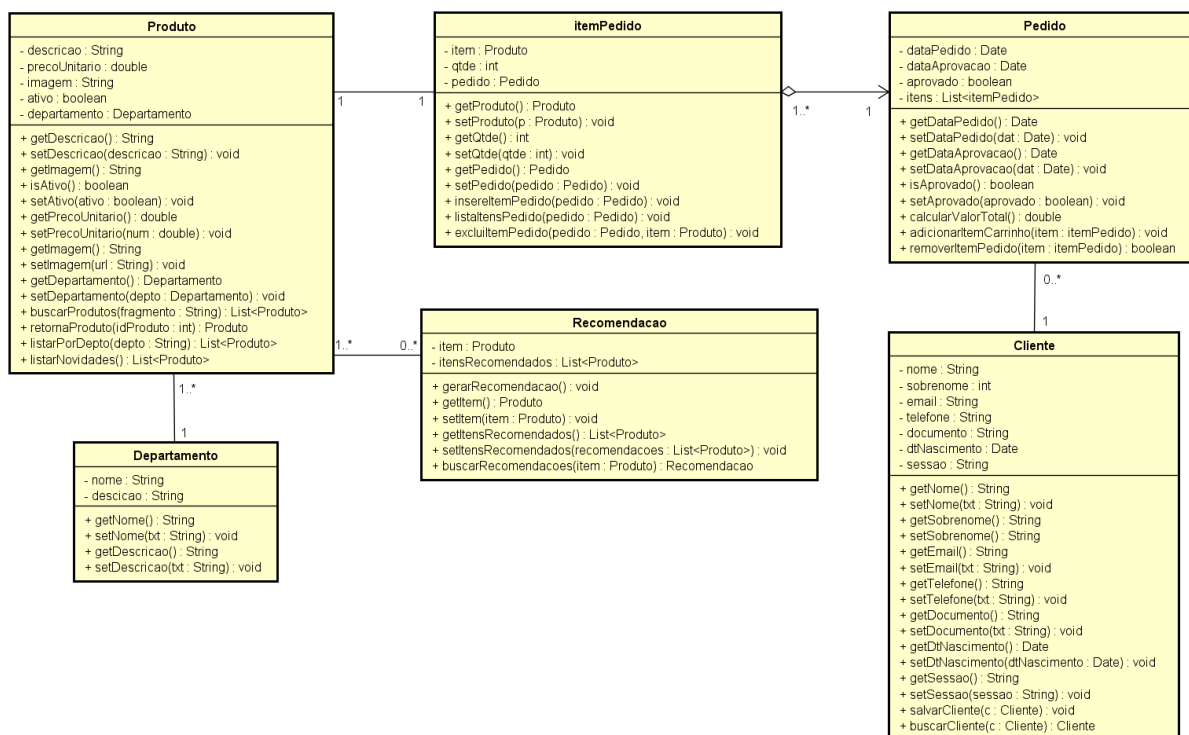 Produto
- descricao : String
- precoUnitario : double
- imagem : String
- ativo : boolean
- departamento : Departamento
+ getDescricao() : String
+ setDescricao(descricao : String) : void
+ getImagem() : String
+ isAtivo() : boolean
+ setAtivo(ativo : boolean) : void
+ getPrecoUnitario() : double
+ setPrecoUnitario(num : double) : void
+ getImagem() : String
+ setImagem(url : String) : void
+ getDepartamento() : Departamento
+ setDepartamento(depto : Departamento) : void
+ buscarProdutos(fragmento : String) : List<Produto>
+ retornaProduto(idProduto : int) : Produto
+ listarPorDepto(depto : String) : List<Produto>
+ listarNovidades() : List<Produto>
1
1
itemPedido
- item : Produto
- qtde : int
- pedido : Pedido
+ getProduto() : Produto
+ setProduto(p : Produto) : void
+ getQtde() : int
+ setQtde(qtde : int) : void
+ getPedido() : Pedido
+ setPedido(pedido : Pedido) : void
+ insereItemPedido(pedido : Pedido) : void
+ listaItensPedido(pedido : Pedido) : void
+ excluiItemPedido(pedido : Pedido, item : Produto) : void
1..*
1
Pedido
- dataPedido : Date
- dataAprovacao : Date
- aprovado : boolean
- itens : List<itemPedido>
+ getDataPedido() : Date
+ setDataPedido(dat : Date) : void
+ getDataAprovacao() : Date
+ setDataAprovacao(dat : Date) : void
+ isAprovado() : boolean
+ setAprovado(aprovado : boolean) : void
+ calcularValorTotal() : double
+ adicionarItemCarrinho(item : itemPedido) : void
+ removerItemPedido(item : itemPedido) : boolean
0..*
1
1..*
0..*
Recomendacao
- item : Produto
- itensRecomendados : List<Produto>
+ gerarRecomendacao() : void
+ getItem() : Produto
+ setItem(item : Produto) : void
+ getItensRecomendados() : List<Produto>
+ setItensRecomendados(recomendacoes : List<Produto>) : void
+ buscarRecomendacoes(item : Produto) : Recomendacao
1..*
1
Departamento
- nome : String
- descicao : String
+ getNome() : String
+ setNome(txt : String) : void
+ getDescricao() : String
+ setDescricao(txt : String) : void
Cliente
- nome : String
- sobrenome : int
- email : String
- telefone : String
- documento : String
- dtNascimento : Date
- sessao : String
+ getNome() : String
+ setNome(txt : String) : void
+ getSobrenome() : String
+ setSobrenome() : String
+ getEmail() : String
+ setEmail(txt : String) : void
+ getTelefone() : String
+ setTelefone(txt : String) : void
+ getDocumento() : String
+ setDocumento(txt : String) : void
+ getDtNascimento() : Date
+ setDtNascimento(dtNascimento : Date) : void
+ getSessao() : String
+ setSessao(sessao : String) : void
+ salvarCliente(c : Cliente) : void
+ buscarCliente(c : Cliente) : Cliente